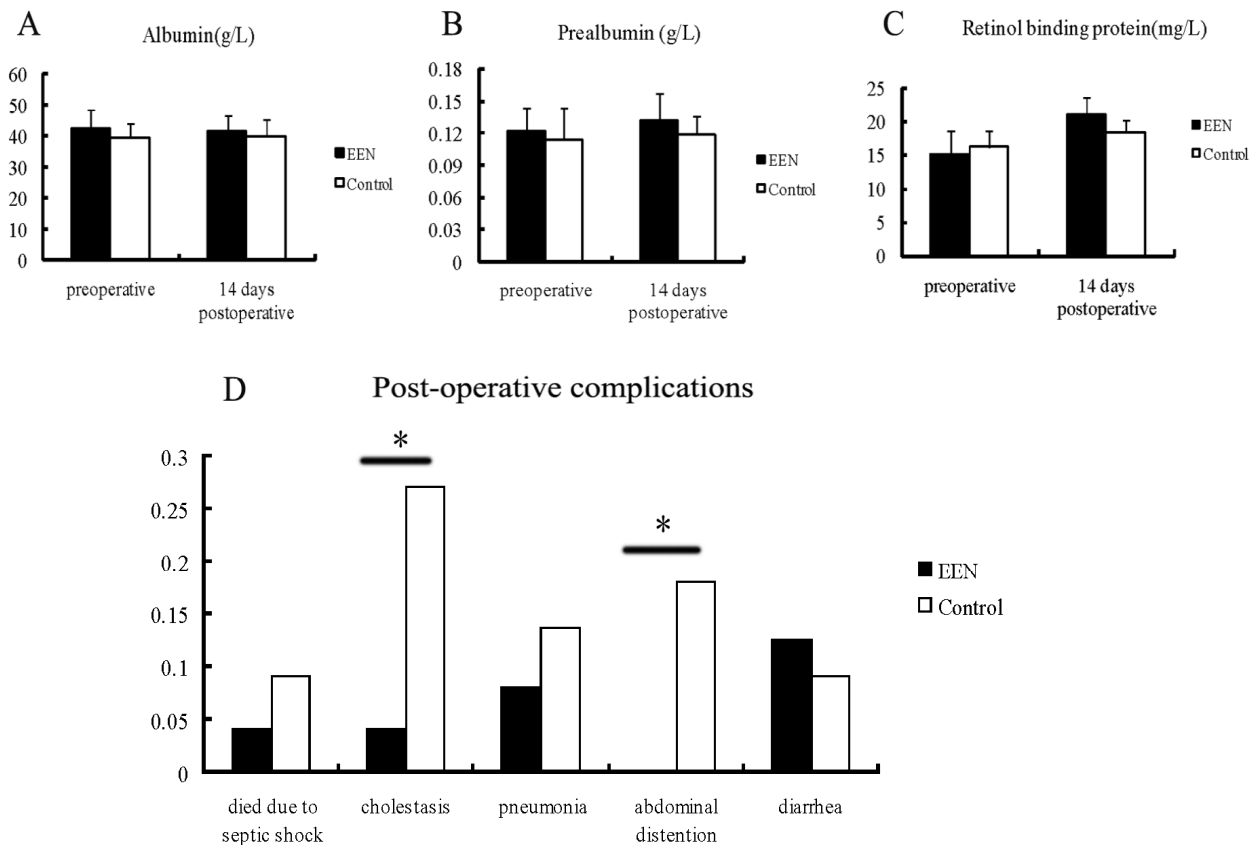 A
Albumin(g/L)
60
50
40
30
20
10
0
preoperative
14 days
postoperative
EEN
Control
B
Prealbumin (g/L)
0.18
0.15
0.12
0.09
0.06
0.03
0
preoperative
14 days
postoperative
EEN
Control
C
Retinol binding protein(mg/L)
25
20
15
10
5
0
preoperative
14 days
postoperative
EEN
Control
D
Post-operative complications
0.3
0.25
0.2
0.15
0.1
0.05
0
*
*
died due to
septic shock
cholestasis
pneumonia
abdominal
distention
diarrhea
EEN
Control